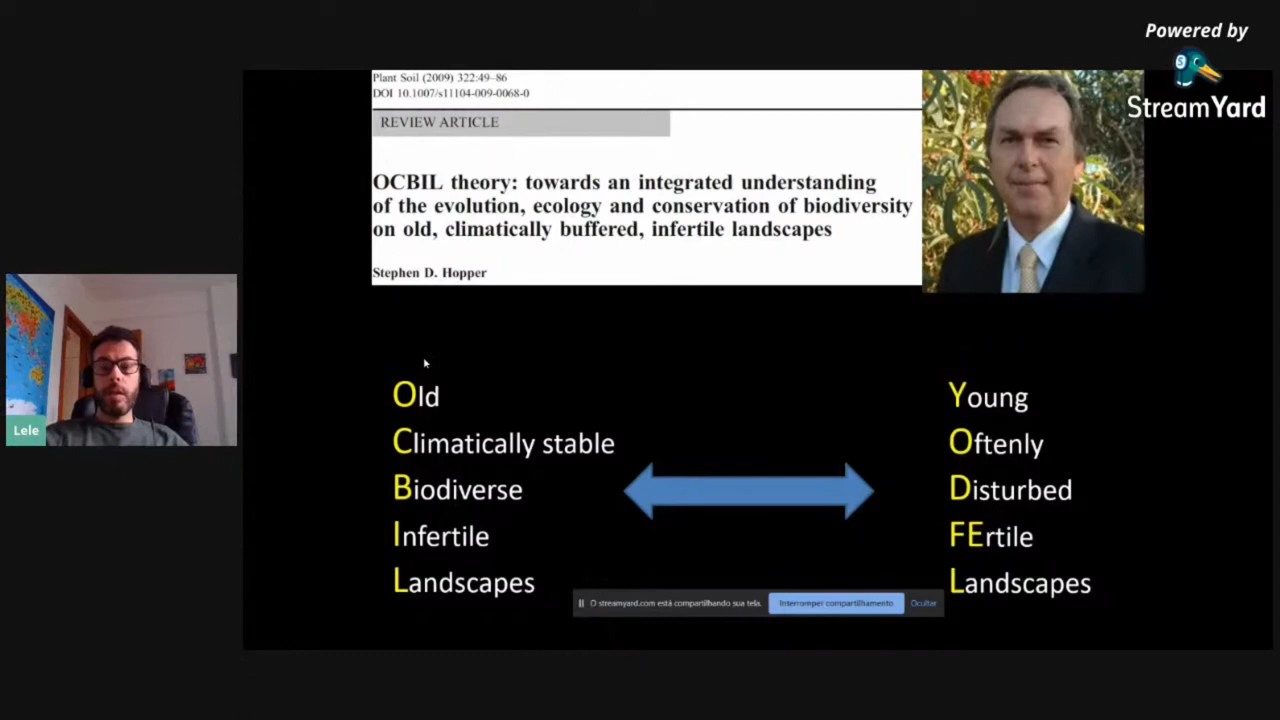 Powered by
StreamYard
Plant Soil (2009) 322:49–86
DOI 10.1007/s11104-009-0068-0
REVIEW ARTICLE
OCBIL theory: towards an integrated understanding
of the evolution, ecology and conservation of biodiversity
on old, climatically buffered, infertile landscapes
Stephen D. Hopper
Lele
Old
Climatically stable
Biodiverse
Infertile
Landscapes
Young
Oftenly
Disturbed
FErtile
Landscapes
O streamyard.com está compartilhando sua tela.
Interromper compartilhamento
Ocultar